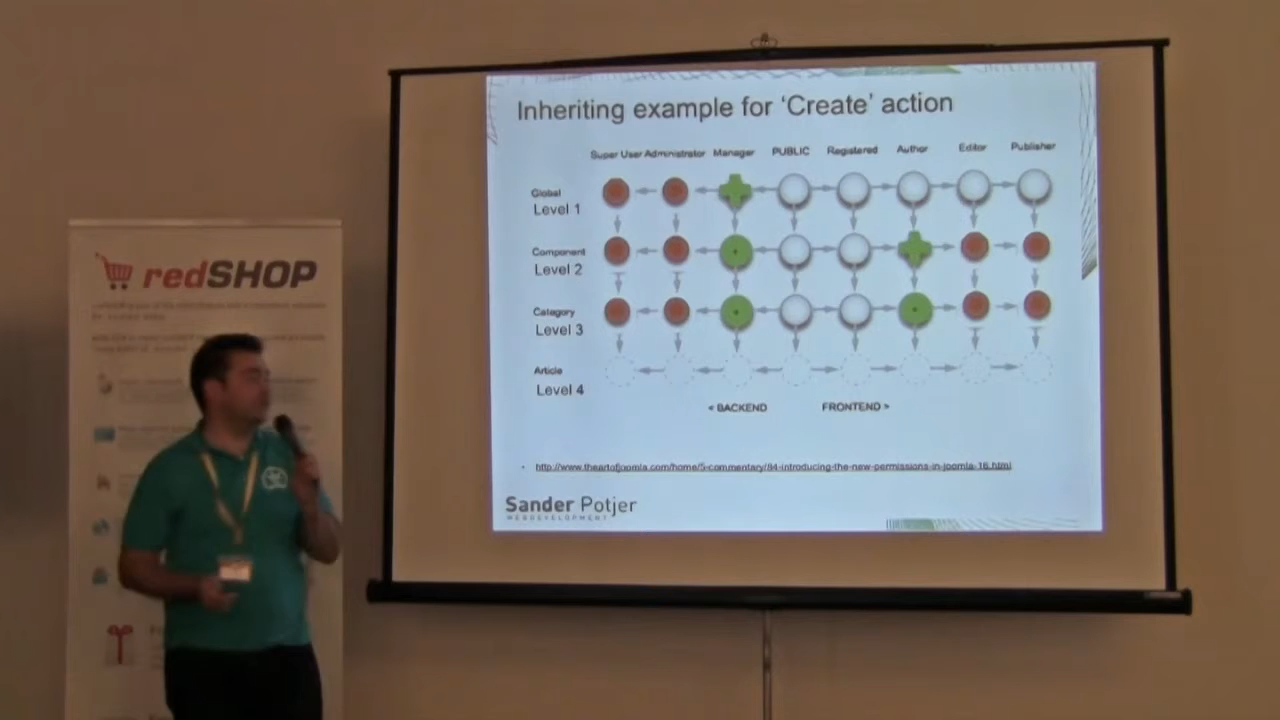 Inheriting example for 'Create' action
Super User Administrator Manager PUBLIC Registered Author Editor Publisher
Global
Level 1
Component
Level 2
Category
Level 3
Article
Level 4
< BACKEND FRONTEND >
http://www.theartofjoomla.com/home/5-commentary/84-introducing-the-new-permissions-in-joomla-16.html
Sander Potjer
WEBDEVELOPMENT
redSHOP